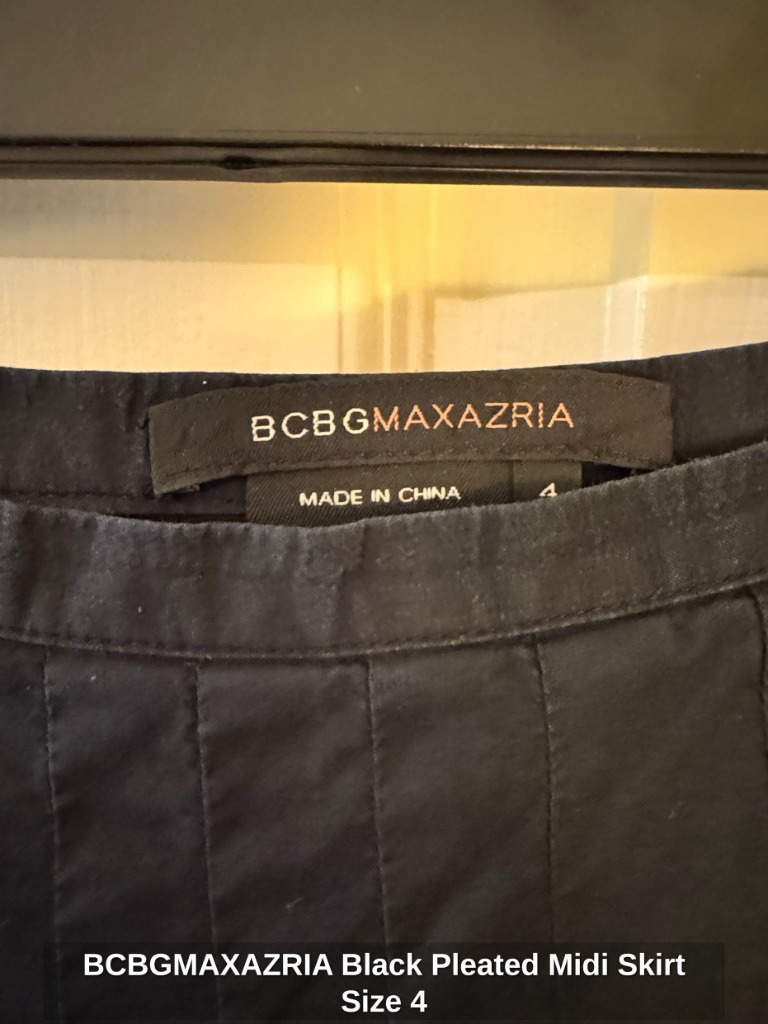 BCBGMAXAZRIA
MADE IN CHINA 4
BCBGMAXAZRIA Black Pleated Midi Skirt
Size 4